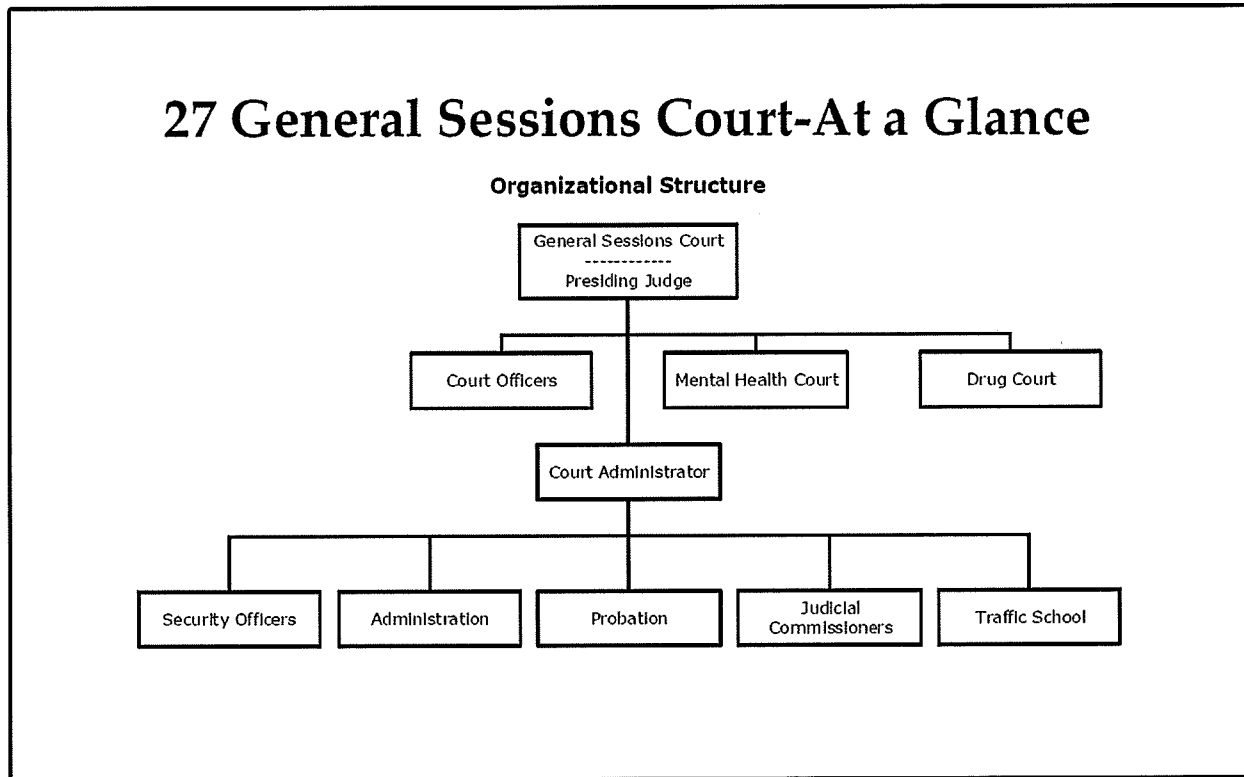 27 General Sessions Court-At a Glance
Organizational Structure
General Sessions Court
------------
Presiding Judge
Court Officers
Mental Health Court
Drug Court
Court Administrator
Security Officers
Administration
Probation
Judicial
Commissioners
Traffic School